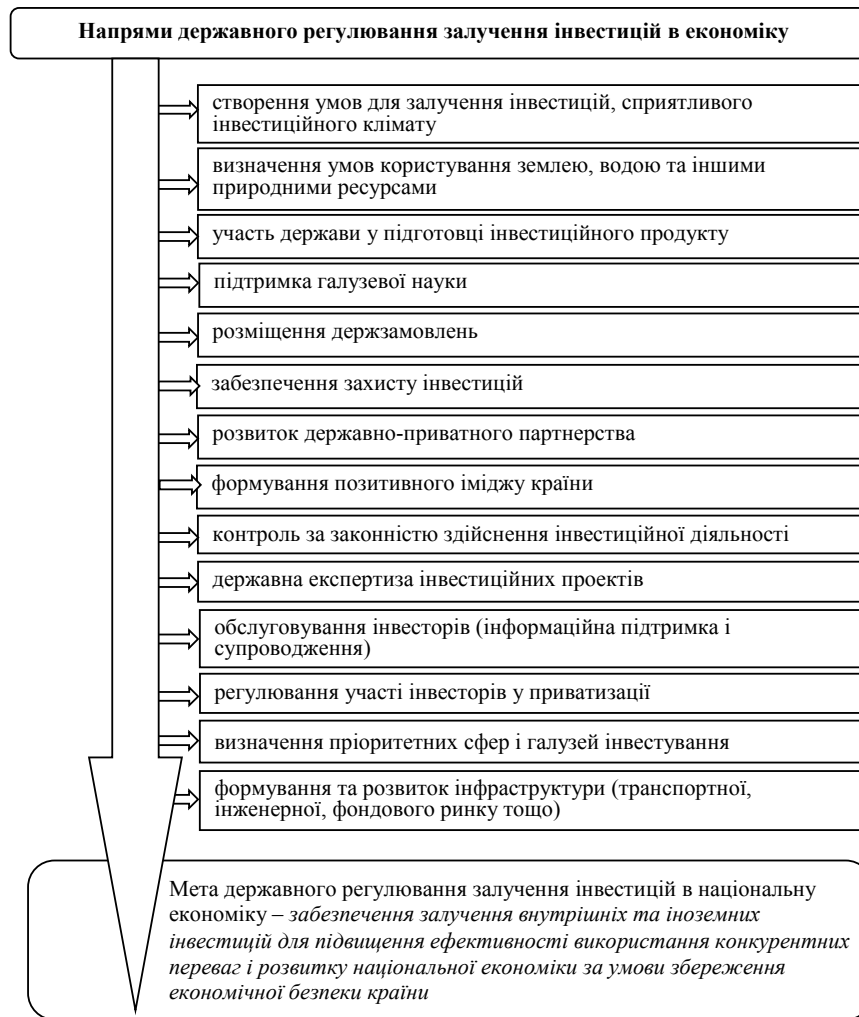 Напрями державного регулювання залучення інвестицій в економіку
створення умов для залучення інвестицій, сприятливого
інвестиційного клімату
визначення умов користування землею, водою та іншими
природними ресурсами
участь держави у підготовці інвестиційного продукту
підтримка галузевої науки
розміщення держзамовлень
забезпечення захисту інвестицій
розвиток державно-приватного партнерства
формування позитивного іміджу країни
контроль за законністю здійснення інвестиційної діяльності
державна експертиза інвестиційних проектів
обслуговування інвесторів (інформаційна підтримка і
супроводження)
регулювання участі інвесторів у приватизації
визначення пріоритетних сфер і галузей інвестування
формування та розвиток інфраструктури (транспортної,
інженерної, фондового ринку тощо)
Мета державного регулювання залучення інвестицій в національну
економіку – забезпечення залучення внутрішніх та іноземних
інвестицій для підвищення ефективності використання конкурентних
переваг і розвитку національної економіки за умови збереження
економічної безпеки країни